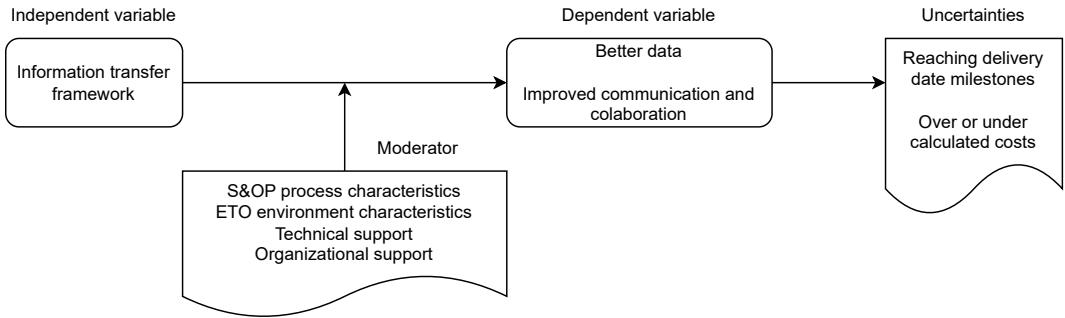 Independent variable
Information transfer
framework
Dependent variable
Better data
Improved communication and
colaboration
Uncertainties
Reaching delivery
date milestones
Over or under
calculated costs
Moderator
S&OP process characteristics
ETO environment characteristics
Technical support
Organizational support